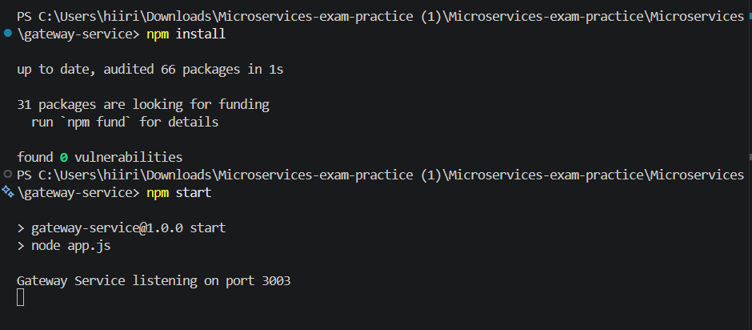 PS C:\Users\hiiri\Downloads\Microservices-exam-practice (1)\Microservices-exam-practice\Microservices
\gateway-service> npm install
up to date, audited 66 packages in 1s
31 packages are looking for funding
  run `npm fund` for details
found 0 vulnerabilities
PS C:\Users\hiiri\Downloads\Microservices-exam-practice (1)\Microservices-exam-practice\Microservices
\gateway-service> npm start
> gateway-service@1.0.0 start
> node app.js
Gateway Service listening on port 3003